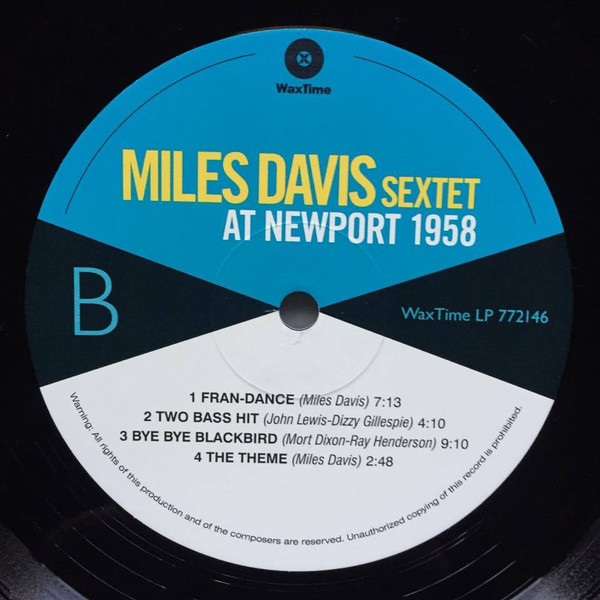 WaxTime
MILES DAVIS SEXTET
AT NEWPORT 1958
B
WaxTime LP 772146
1 FRAN-DANCE (Miles Davis) 7:13
2 TWO BASS HIT (John Lewis-Dizzy Gillespie) 4:10
3 BYE BYE BLACKBIRD (Mort Dixon-Ray Henderson) 9:10
4 THE THEME (Miles Davis) 2:48
Warning: All rights of this production and of the composers are reserved. Unauthorized copying of this record is prohibited.